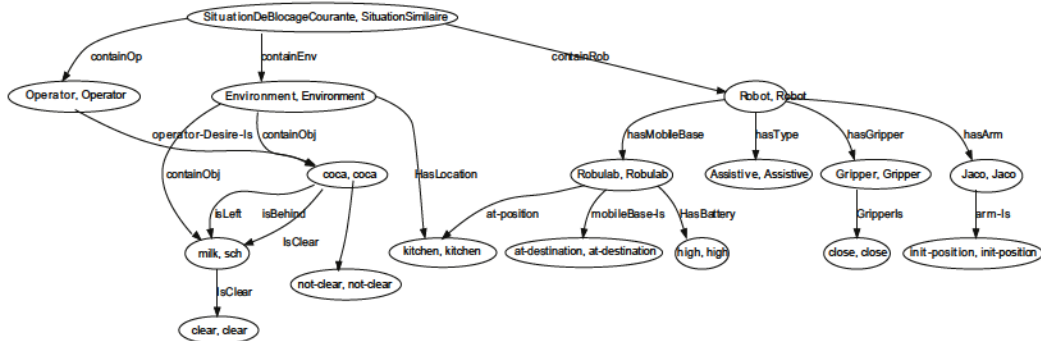 SituationDeBlocageCourante, SituationSimilaire
containOp
containEnv
containRob
Operator, Operator
Environment, Environment
Robot, Robot
operator-Desire-Is
containObj
hasMobileBase
hasType
hasGripper
hasArm
containObj
coca, coca
HasLocation
Robulab, Robulab
Assistive, Assistive
Gripper, Gripper
Jaco, Jaco
isLeft
isBehind
at-position
mobileBase-Is
HasBattery
GripperIs
arm-Is
IsClear
milk, sch
kitchen, kitchen
at-destination, at-destination
high, high
close, close
init-position, init-position
not-clear, not-clear
IsClear
clear, clear